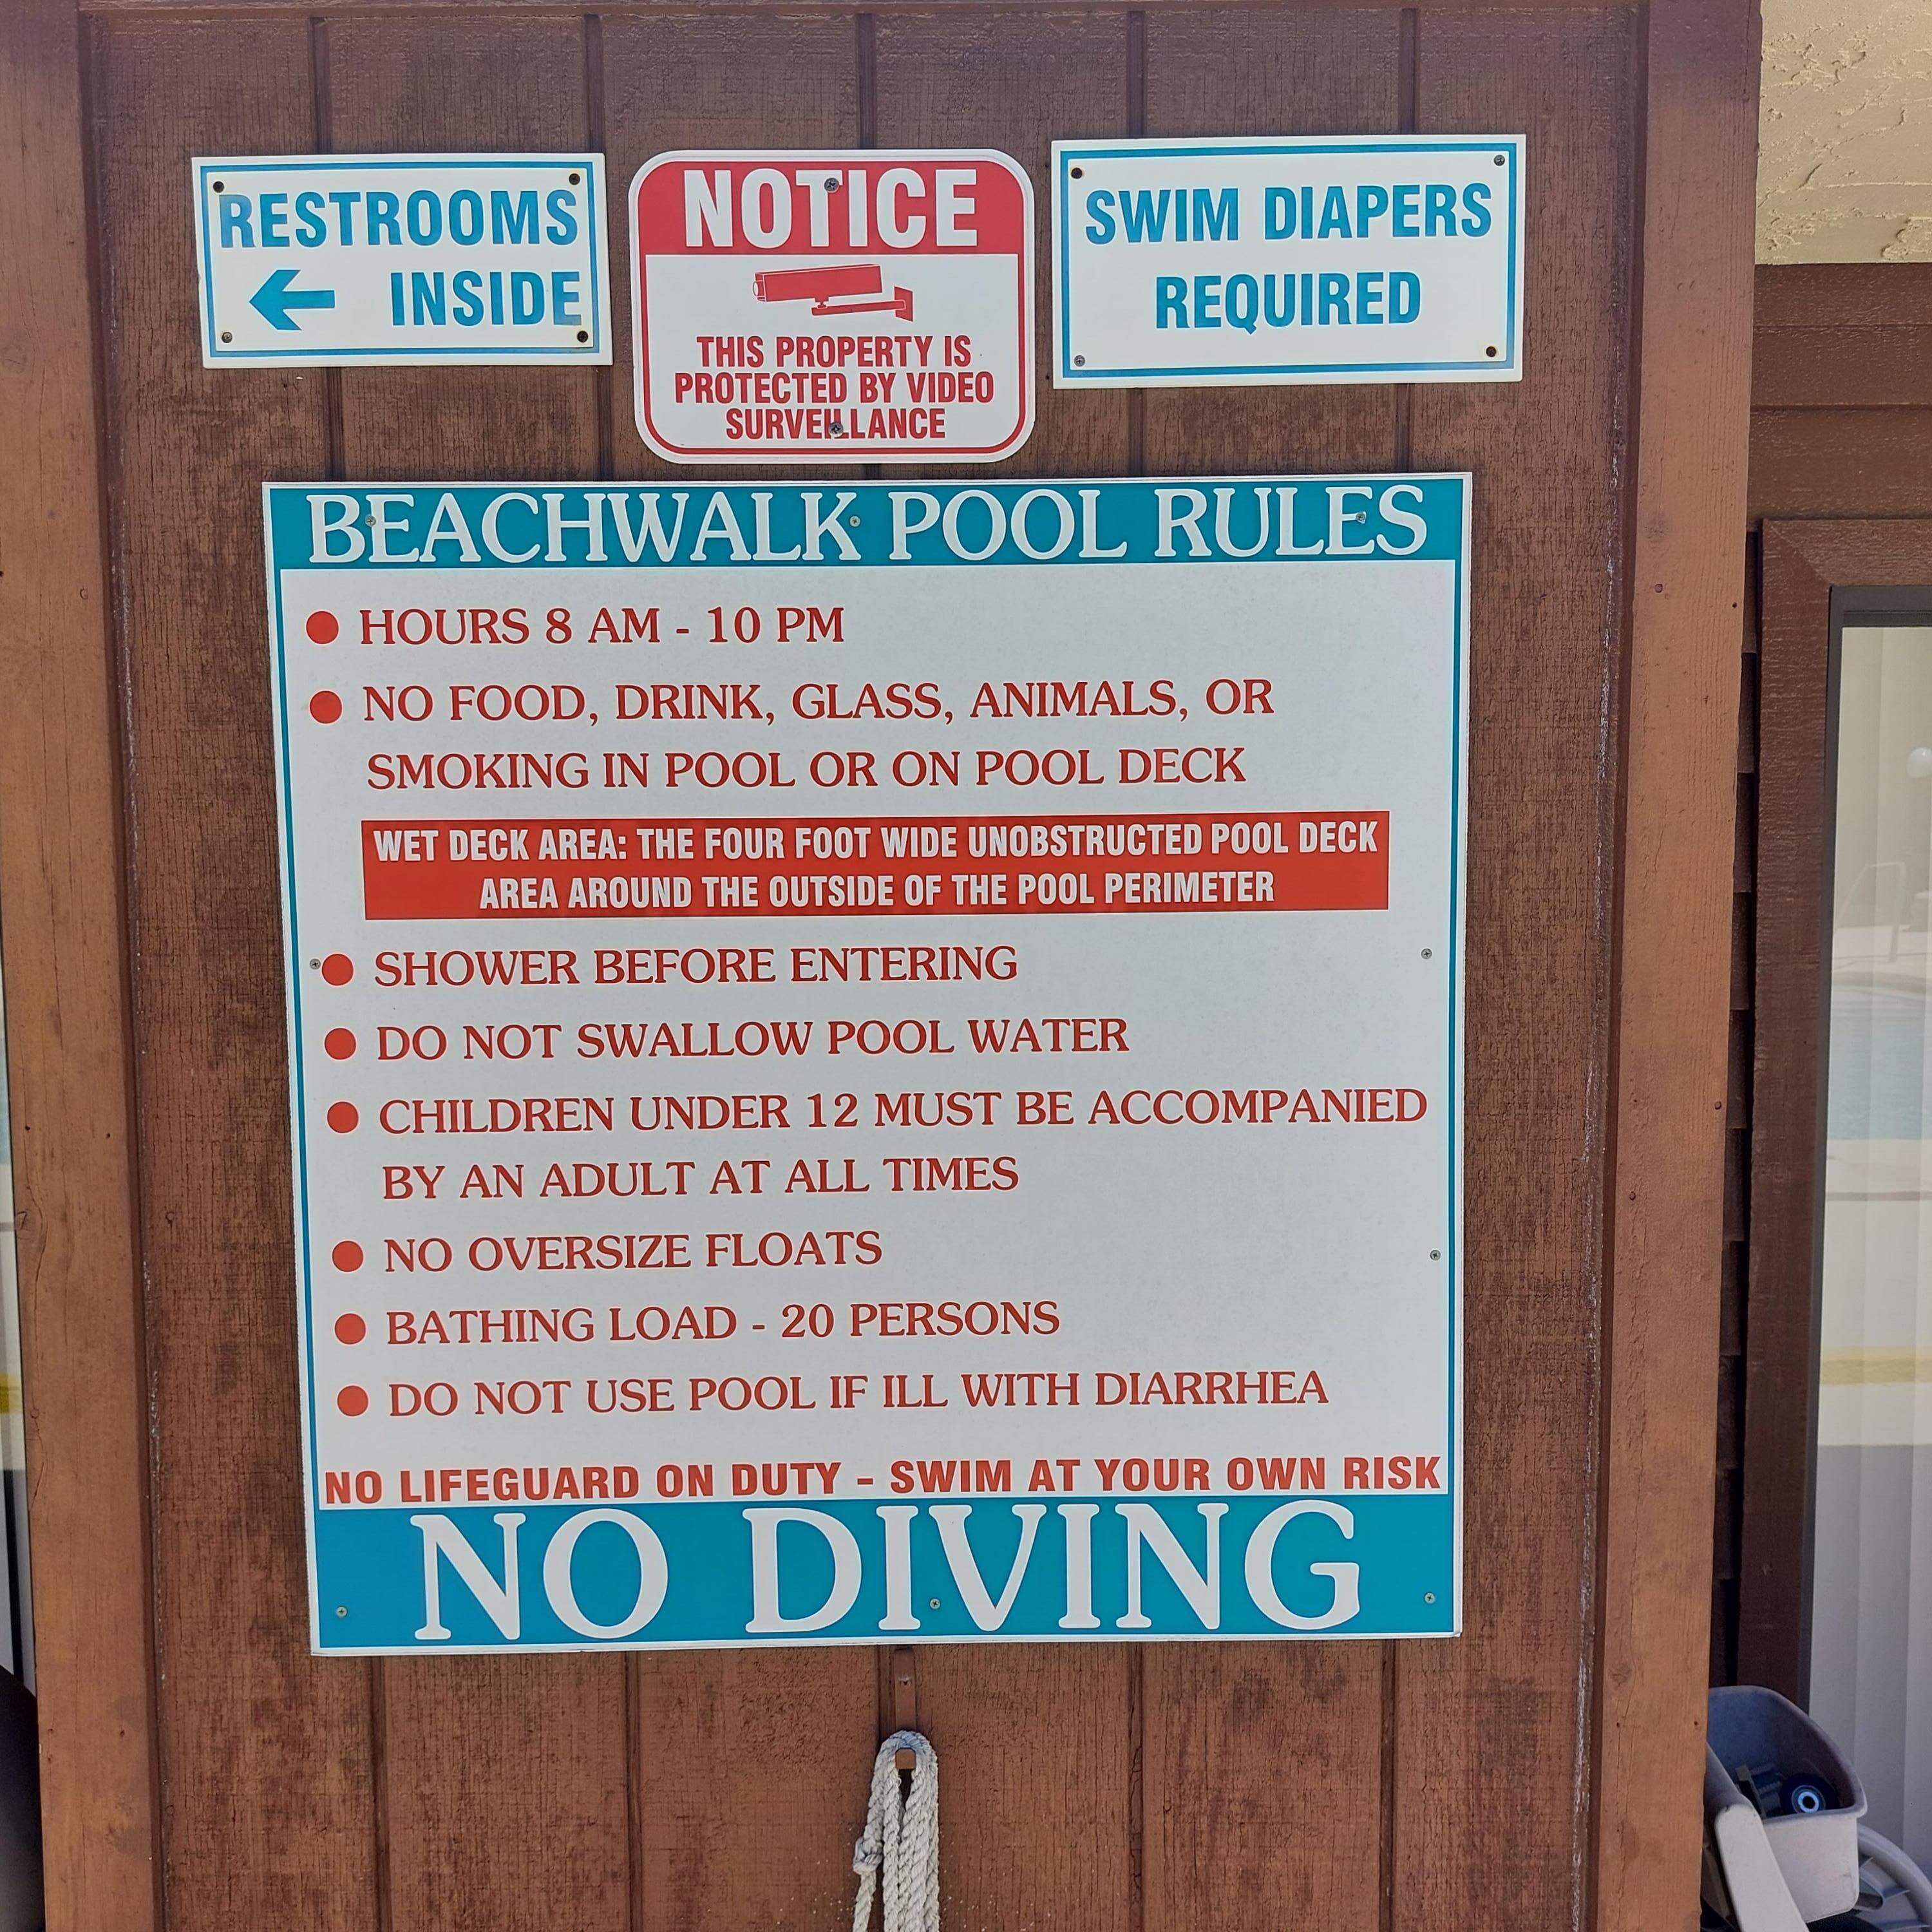 RESTROOMS
INSIDE
NOTICE
THIS PROPERTY IS
PROTECTED BY VIDEO
SURVEILLANCE
SWIM DIAPERS
REQUIRED
BEACHWALK POOL RULES
● HOURS 8 AM - 10 PM
● NO FOOD, DRINK, GLASS, ANIMALS, OR
SMOKING IN POOL OR ON POOL DECK
WET DECK AREA: THE FOUR FOOT WIDE UNOBSTRUCTED POOL DECK
AREA AROUND THE OUTSIDE OF THE POOL PERIMETER
● SHOWER BEFORE ENTERING
● DO NOT SWALLOW POOL WATER
● CHILDREN UNDER 12 MUST BE ACCOMPANIED
BY AN ADULT AT ALL TIMES
● NO OVERSIZE FLOATS
● BATHING LOAD - 20 PERSONS
● DO NOT USE POOL IF ILL WITH DIARRHEA
NO LIFEGUARD ON DUTY - SWIM AT YOUR OWN RISK
NO DIVING